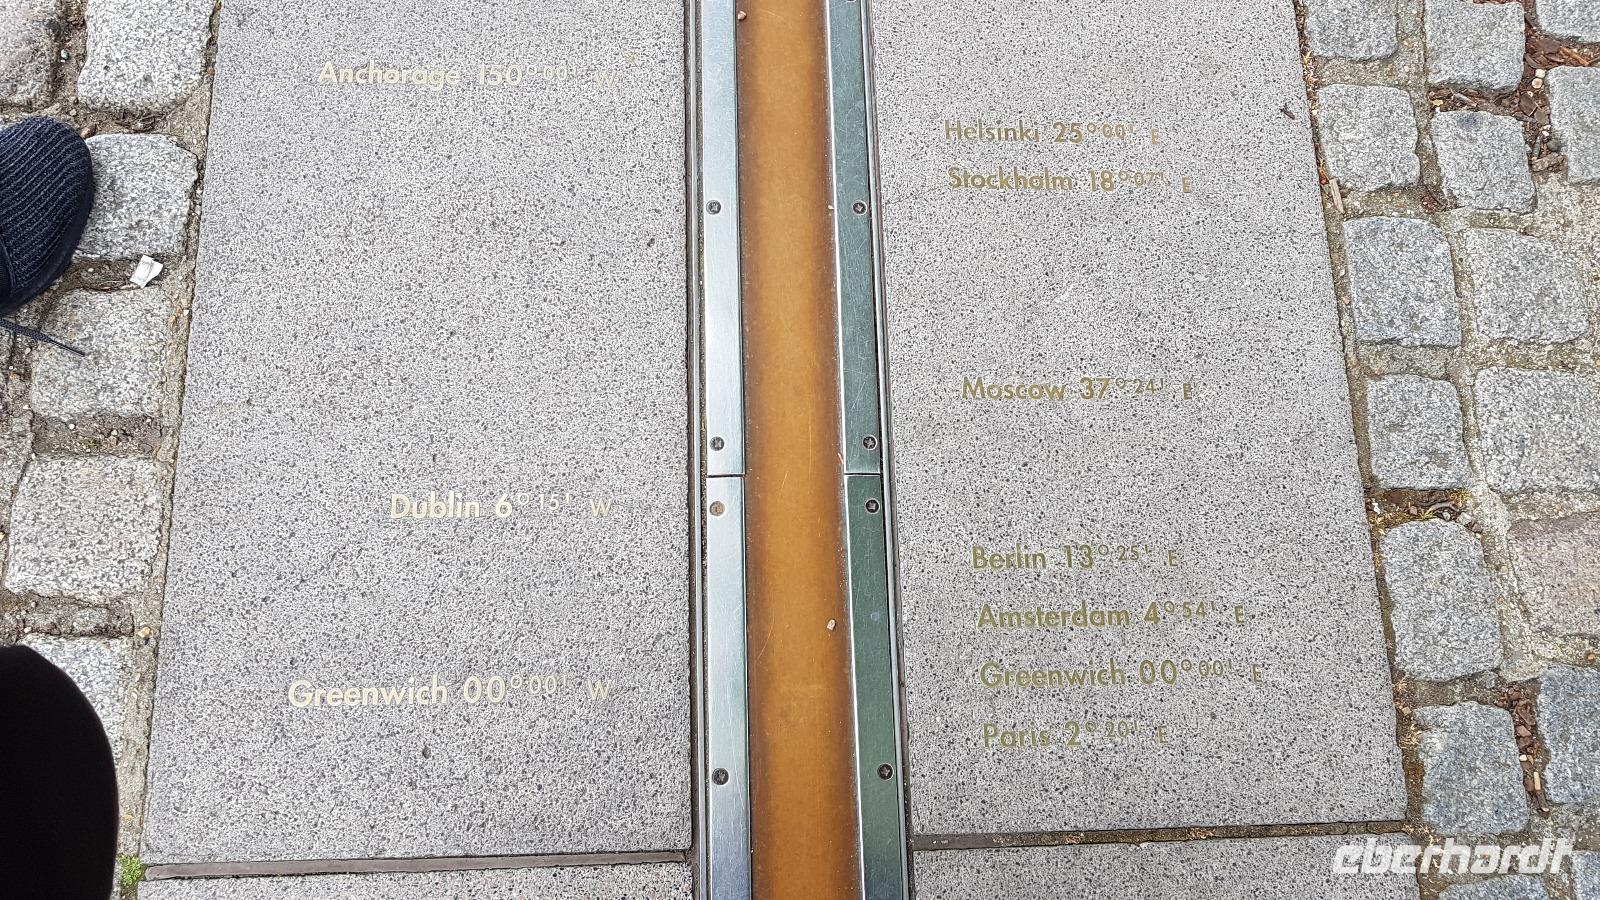 Anchorage 150°00' W
Dublin 6°15' W
Greenwich 00°00' W
Helsinki 25°00' E
Stockholm 18°07' E
Moscow 37°24' E
Berlin 13°25' E
Amsterdam 4°54' E
Greenwich 00°00' E
Paris 2°20' E
eberhardt